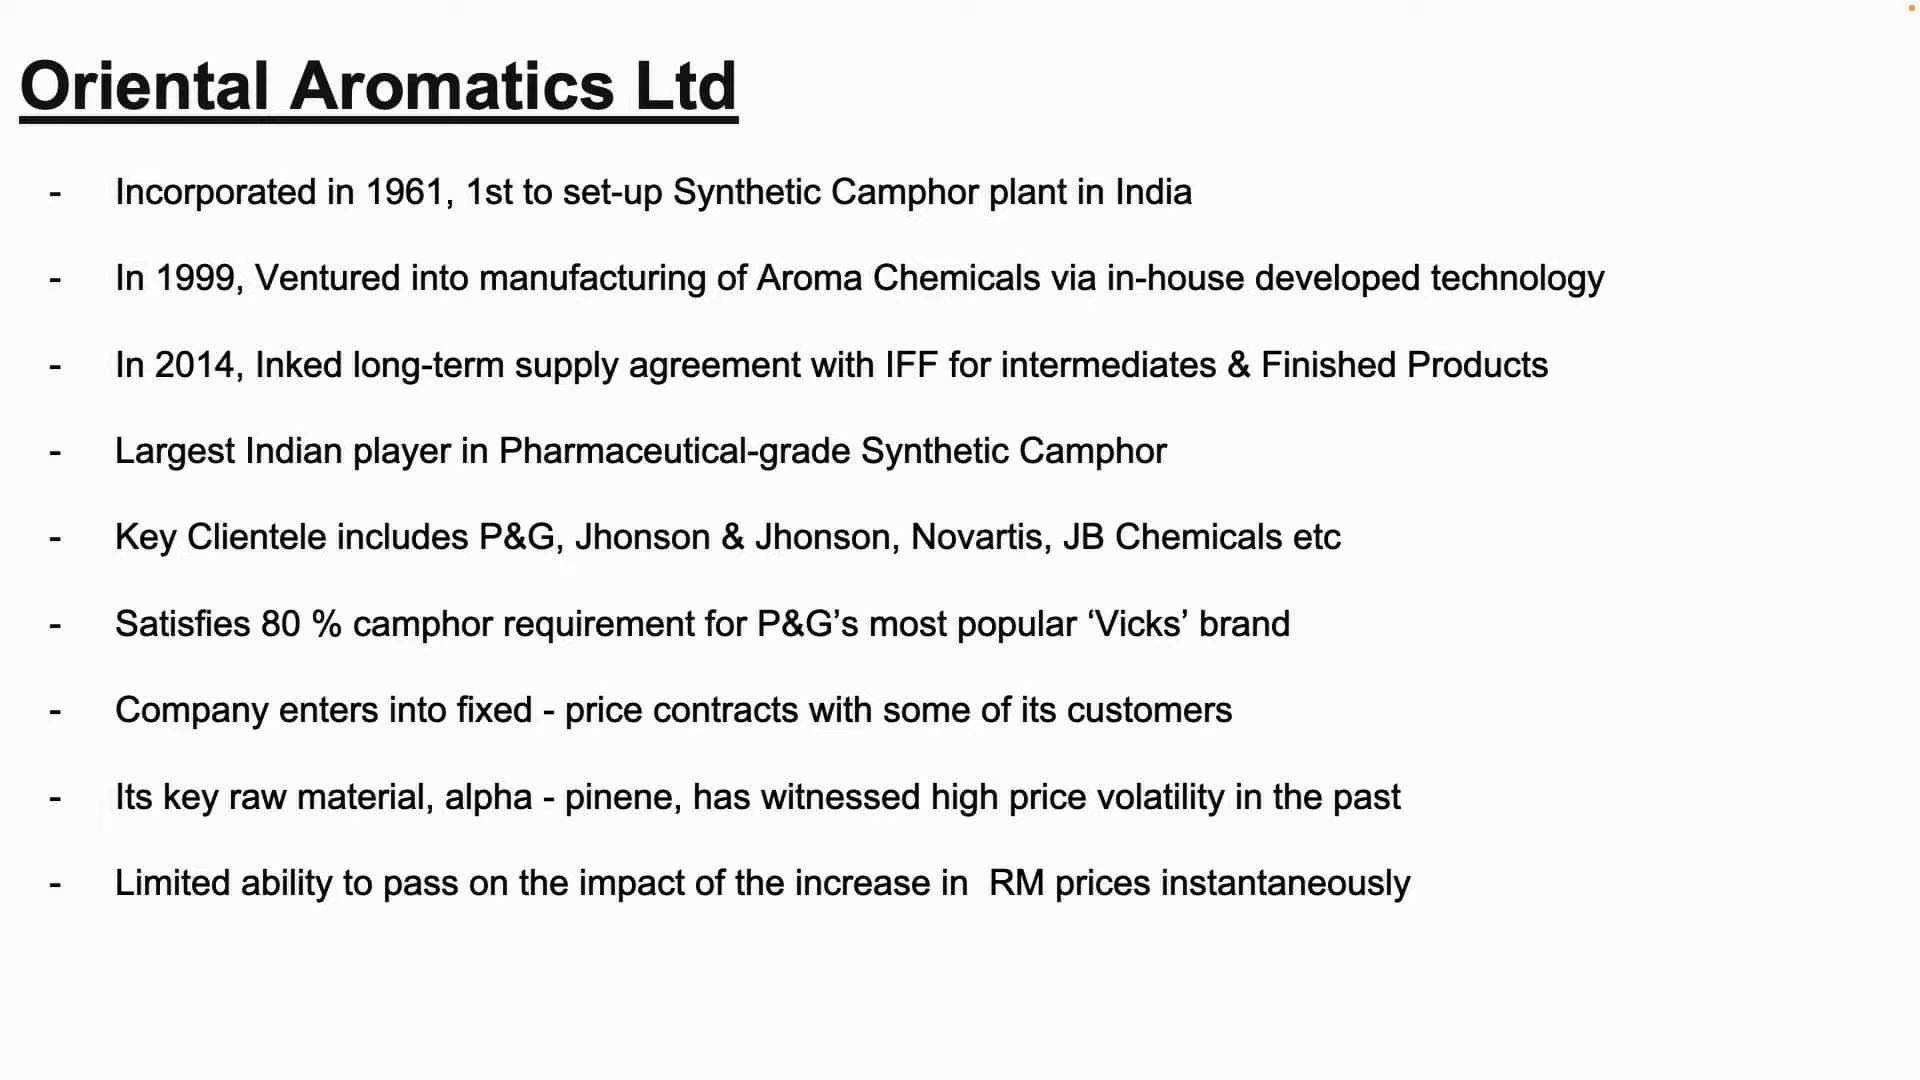 Oriental Aromatics Ltd
- Incorporated in 1961, 1st to set-up Synthetic Camphor plant in India
- In 1999, Ventured into manufacturing of Aroma Chemicals via in-house developed technology
- In 2014, Inked long-term supply agreement with IFF for intermediates & Finished Products
- Largest Indian player in Pharmaceutical-grade Synthetic Camphor
- Key Clientele includes P&G, Jhonson & Jhonson, Novartis, JB Chemicals etc
- Satisfies 80 % camphor requirement for P&G’s most popular ‘Vicks’ brand
- Company enters into fixed - price contracts with some of its customers
- Its key raw material, alpha - pinene, has witnessed high price volatility in the past
- Limited ability to pass on the impact of the increase in  RM prices instantaneously